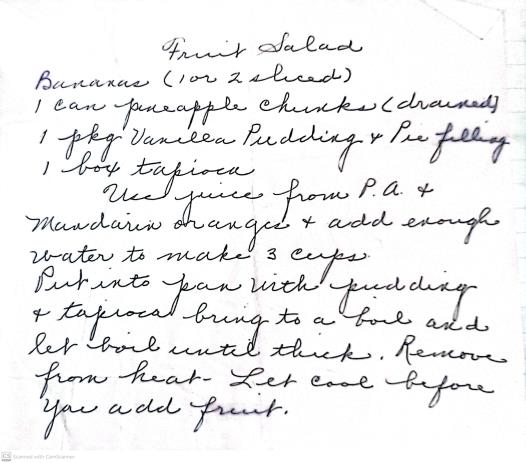 Fruit Salad
Bananas (1 or 2 sliced)
1 can pineapple chunks (drained)
1 pkg Vanilla Pudding & Pie filling
1 box tapioca
Use juice from P.A. &
Mandarin oranges & add enough
water to make 3 cups.
Put into pan with pudding
& tapioca bring to a boil and
let boil until thick. Remove
from heat - Let cool before
you add fruit.
CS Scanned with CamScanner